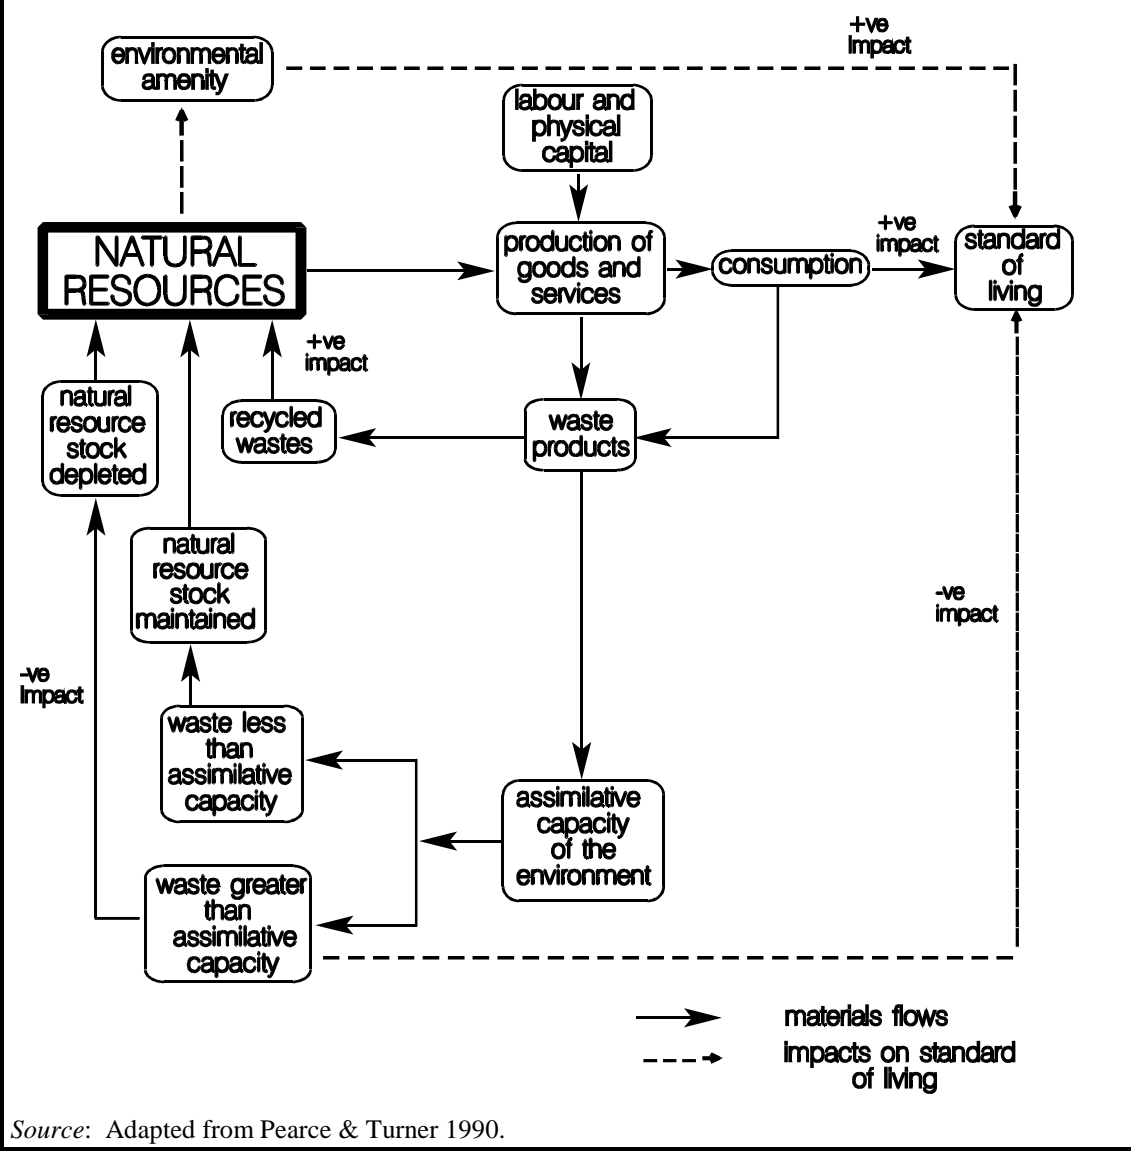 +ve
impact
environmental
amenity
labour and
physical
capital
NATURAL
RESOURCES
production of
goods and
services
consumption
+ve
impact
standard
of
living
+ve
impact
natural
resource
stock
depleted
recycled
wastes
waste
products
natural
resource
stock
maintained
-ve
impact
-ve
impact
waste less
than
assimilative
capacity
assimilative
capacity
of the
environment
waste greater
than
assimilative
capacity
materials flows
impacts on standard
of living
Source: Adapted from Pearce & Turner 1990.